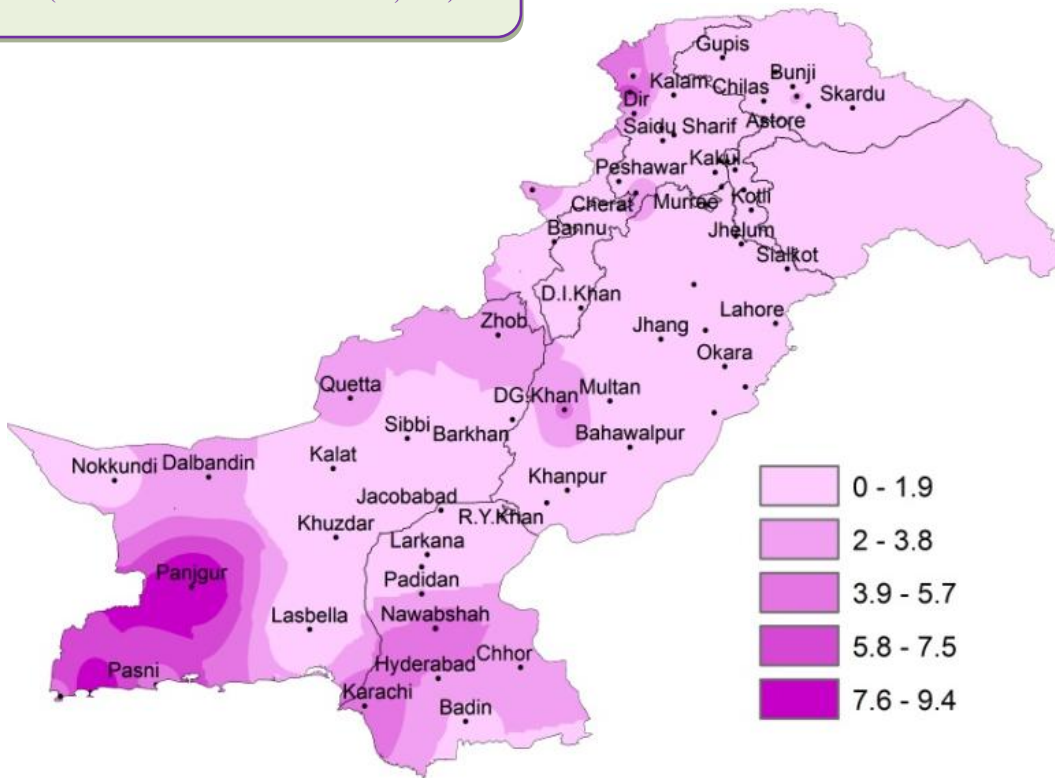 Gupis
Bunji
Kalam
Chilas
Skardu
Dir
Astore
Saidu Sharif
Kakul
Peshawar
Kotli
Cherat
Murree
Bannu
Jhelum
Sialkot
D.I.Khan
Lahore
Zhob
Jhang
Okara
Quetta
Multan
DG.Khan
Sibbi
Barkhan
Bahawalpur
Nokkundi
Dalbandin
Kalat
Khanpur
0 - 1.9
Jacobabad
R.Y.Khan
Khuzdar
2 - 3.8
Larkana
Panjgur
Padidan
3.9 - 5.7
Lasbella
Nawabshah
5.8 - 7.5
Pasni
Hyderabad
Chhor
Karachi
Badin
7.6 - 9.4